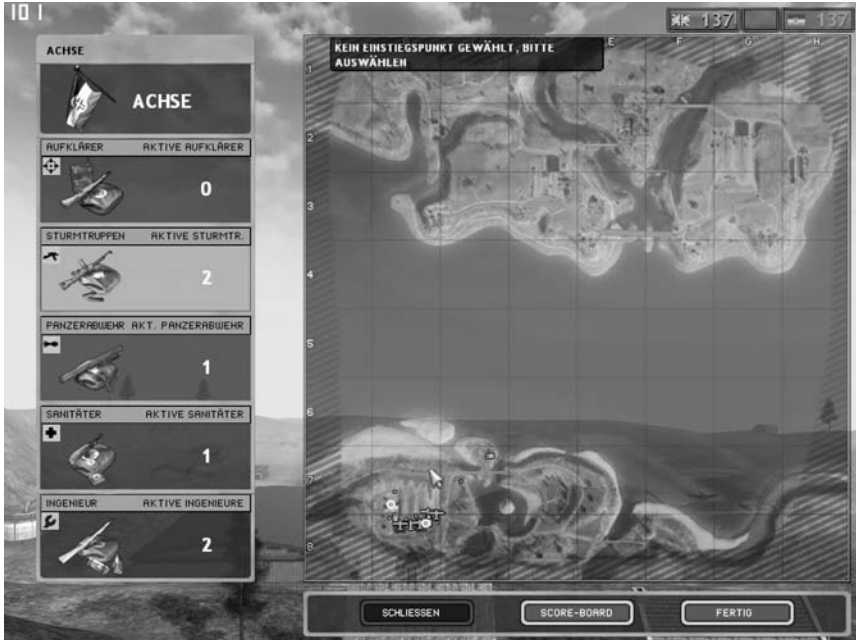 101
137
137
ACHSE
ACHSE
AUFKLÄRER AKTIVE AUFKLÄRER
0
STURMTRUPPEN AKTIVE STURMTR.
2
PANZERABWEHR AKT. PANZERABWEHR
1
SANITÄTER AKTIVE SANITÄTER
1
INGENIEUR AKTIVE INGENIEURE
2
KEIN EINSTIEGSPUNKT GEWÄHLT, BITTE
AUSWÄHLEN
E F G H
1
2
3
4
5
6
7
8
SCHLIESSEN SCORE-BOARD FERTIG